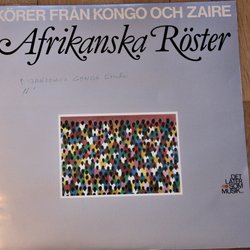 KÖRER FRÅN KONGO OCH ZAIRE
Afrikanska Röster
DET
LÅTER
SOM
MUSIK...